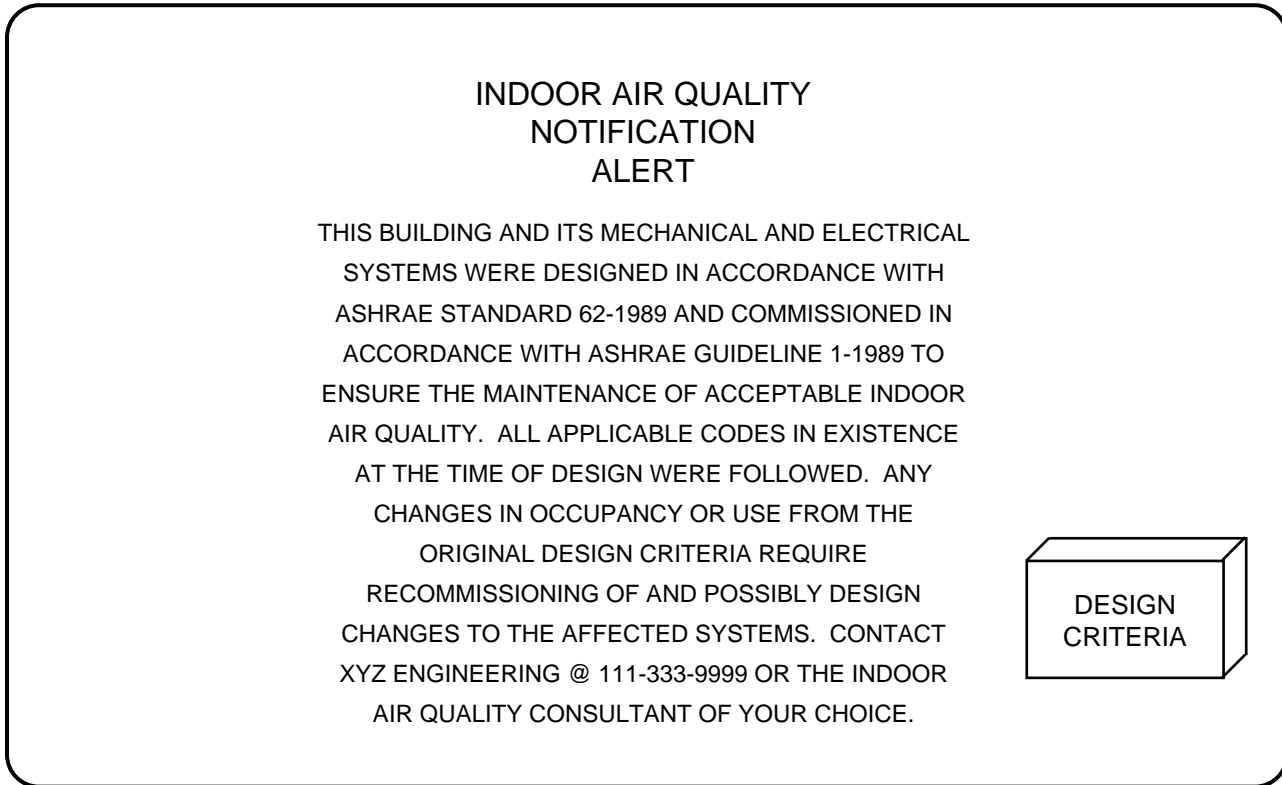 INDOOR AIR QUALITY
NOTIFICATION
ALERT
THIS BUILDING AND ITS MECHANICAL AND ELECTRICAL
SYSTEMS WERE DESIGNED IN ACCORDANCE WITH
ASHRAE STANDARD 62-1989 AND COMMISSIONED IN
ACCORDANCE WITH ASHRAE GUIDELINE 1-1989 TO
ENSURE THE MAINTENANCE OF ACCEPTABLE INDOOR
AIR QUALITY.  ALL APPLICABLE CODES IN EXISTENCE
AT THE TIME OF DESIGN WERE FOLLOWED.  ANY
CHANGES IN OCCUPANCY OR USE FROM THE
ORIGINAL DESIGN CRITERIA REQUIRE
RECOMMISSIONING OF AND POSSIBLY DESIGN
CHANGES TO THE AFFECTED SYSTEMS.  CONTACT
XYZ ENGINEERING @ 111-333-9999 OR THE INDOOR
AIR QUALITY CONSULTANT OF YOUR CHOICE.
DESIGN
CRITERIA